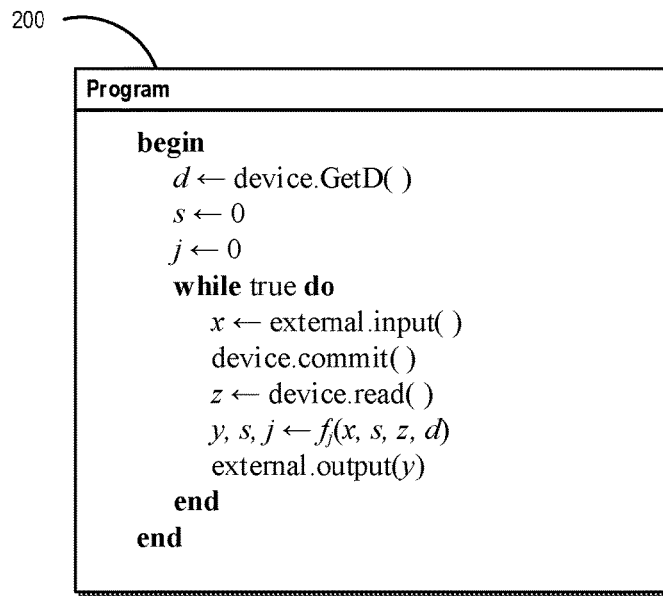 200
Program
begin
d ← device.GetD( )
s ← 0
j ← 0
while true do
x ← external.input( )
device.commit( )
z ← device.read( )
y, s, j ← fj(x, s, z, d)
external.output(y)
end
end